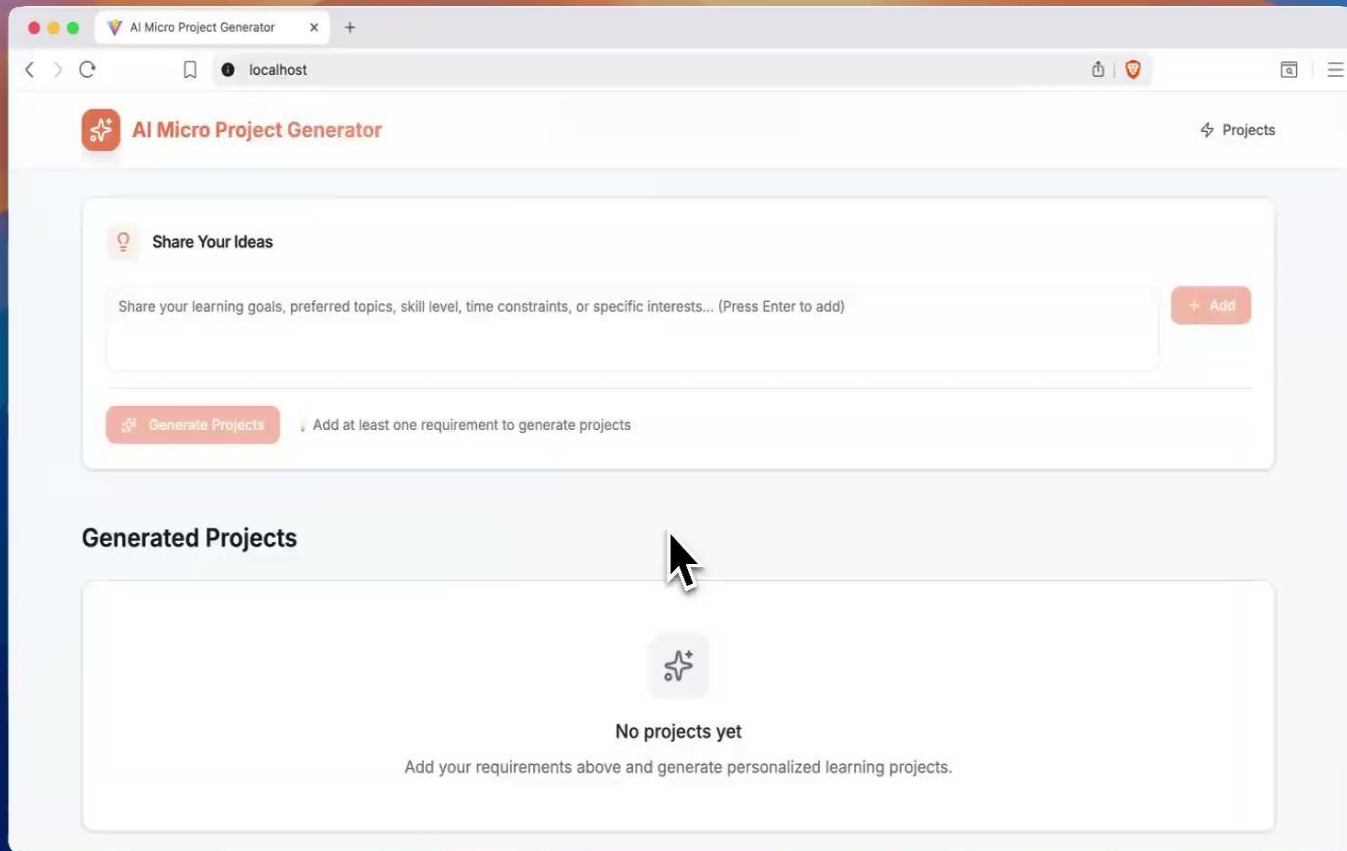 AI Micro Project Generator
localhost
AI Micro Project Generator
Projects
Share Your Ideas
Share your learning goals, preferred topics, skill level, time constraints, or specific interests... (Press Enter to add)
+ Add
Generate Projects
Add at least one requirement to generate projects
Generated Projects
No projects yet
Add your requirements above and generate personalized learning projects.